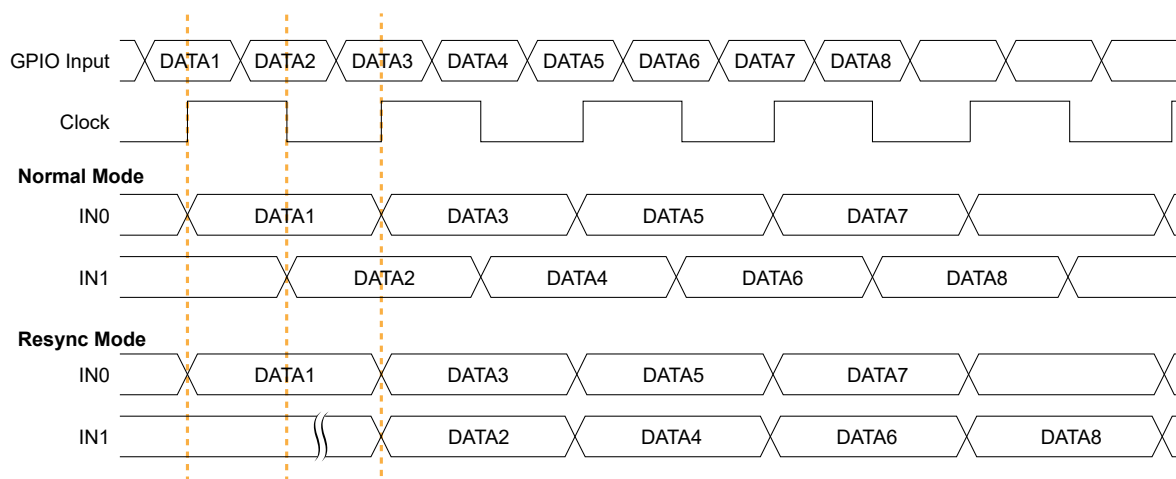 GPIO Input DATA1 DATA2 DATA3 DATA4 DATA5 DATA6 DATA7 DATA8
Clock
Normal Mode
IN0 DATA1 DATA3 DATA5 DATA7
IN1 DATA2 DATA4 DATA6 DATA8
Resync Mode
IN0 DATA1 DATA3 DATA5 DATA7
IN1 DATA2 DATA4 DATA6 DATA8